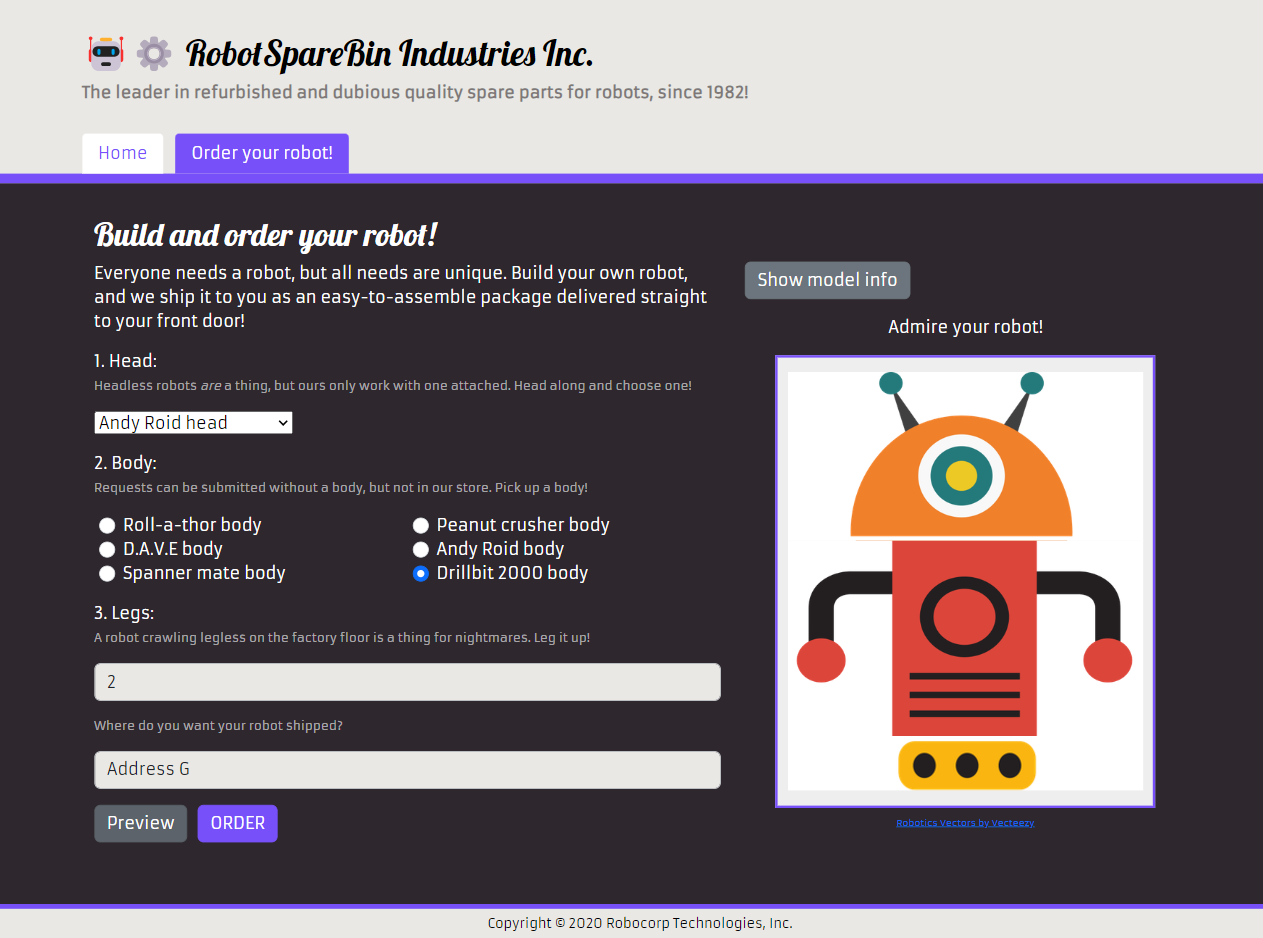 RobotSpareBin Industries Inc.
The leader in refurbished and dubious quality spare parts for robots, since 1982!
Home
Order your robot!
Build and order your robot!
Everyone needs a robot, but all needs are unique. Build your own robot,
and we ship it to you as an easy-to-assemble package delivered straight
to your front door!
1. Head:
Headless robots are a thing, but ours only work with one attached. Head along and choose one!
Andy Roid head
2. Body:
Requests can be submitted without a body, but not in our store. Pick up a body!
Roll-a-thor body
Peanut crusher body
D.A.V.E body
Andy Roid body
Spanner mate body
Drillbit 2000 body
3. Legs:
A robot crawling legless on the factory floor is a thing for nightmares. Leg it up!
2
Where do you want your robot shipped?
Address G
Preview
ORDER
Show model info
Admire your robot!
Robotics Vectors by Vecteezy
Copyright © 2020 Robocorp Technologies, Inc.